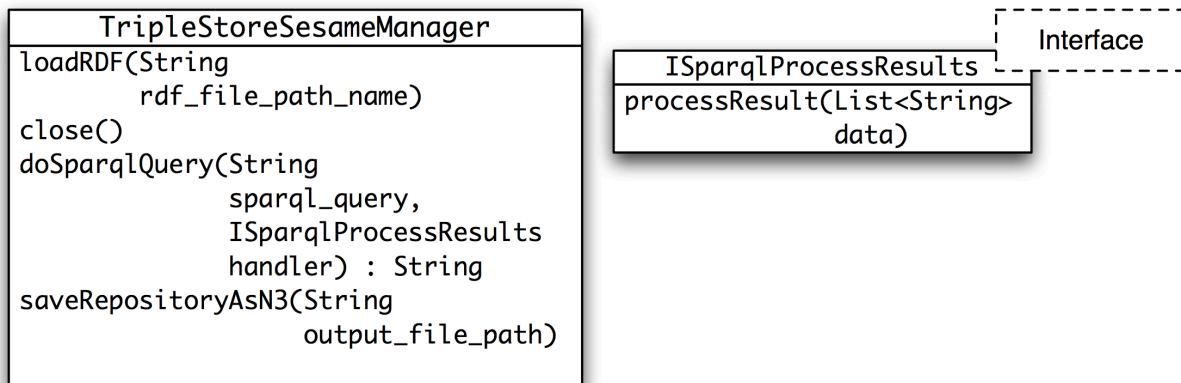 TripleStoreSesameManager
loadRDF(String
rdf_file_path_name)
close()
doSparqlQuery(String
sparql_query,
ISparqlProcessResults
handler) : String
saveRepositoryAsN3(String
output_file_path)
Interface
ISparqlProcessResults
processResult(List<String>
data)